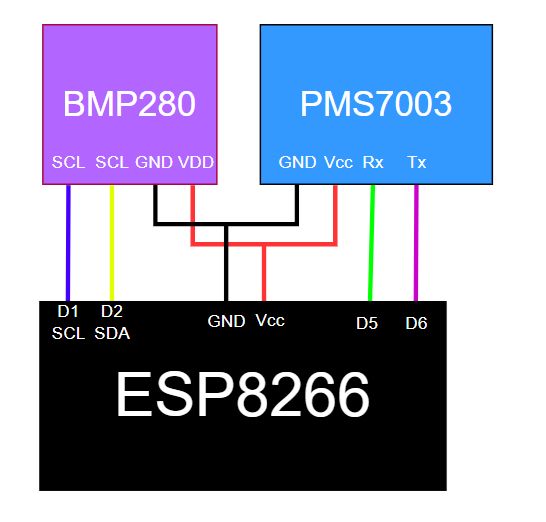 BMP280
PMS7003
SCL SCL GND VDD
GND Vcc Rx Tx
D1 D2
SCL SDA
GND Vcc
D5 D6
ESP8266